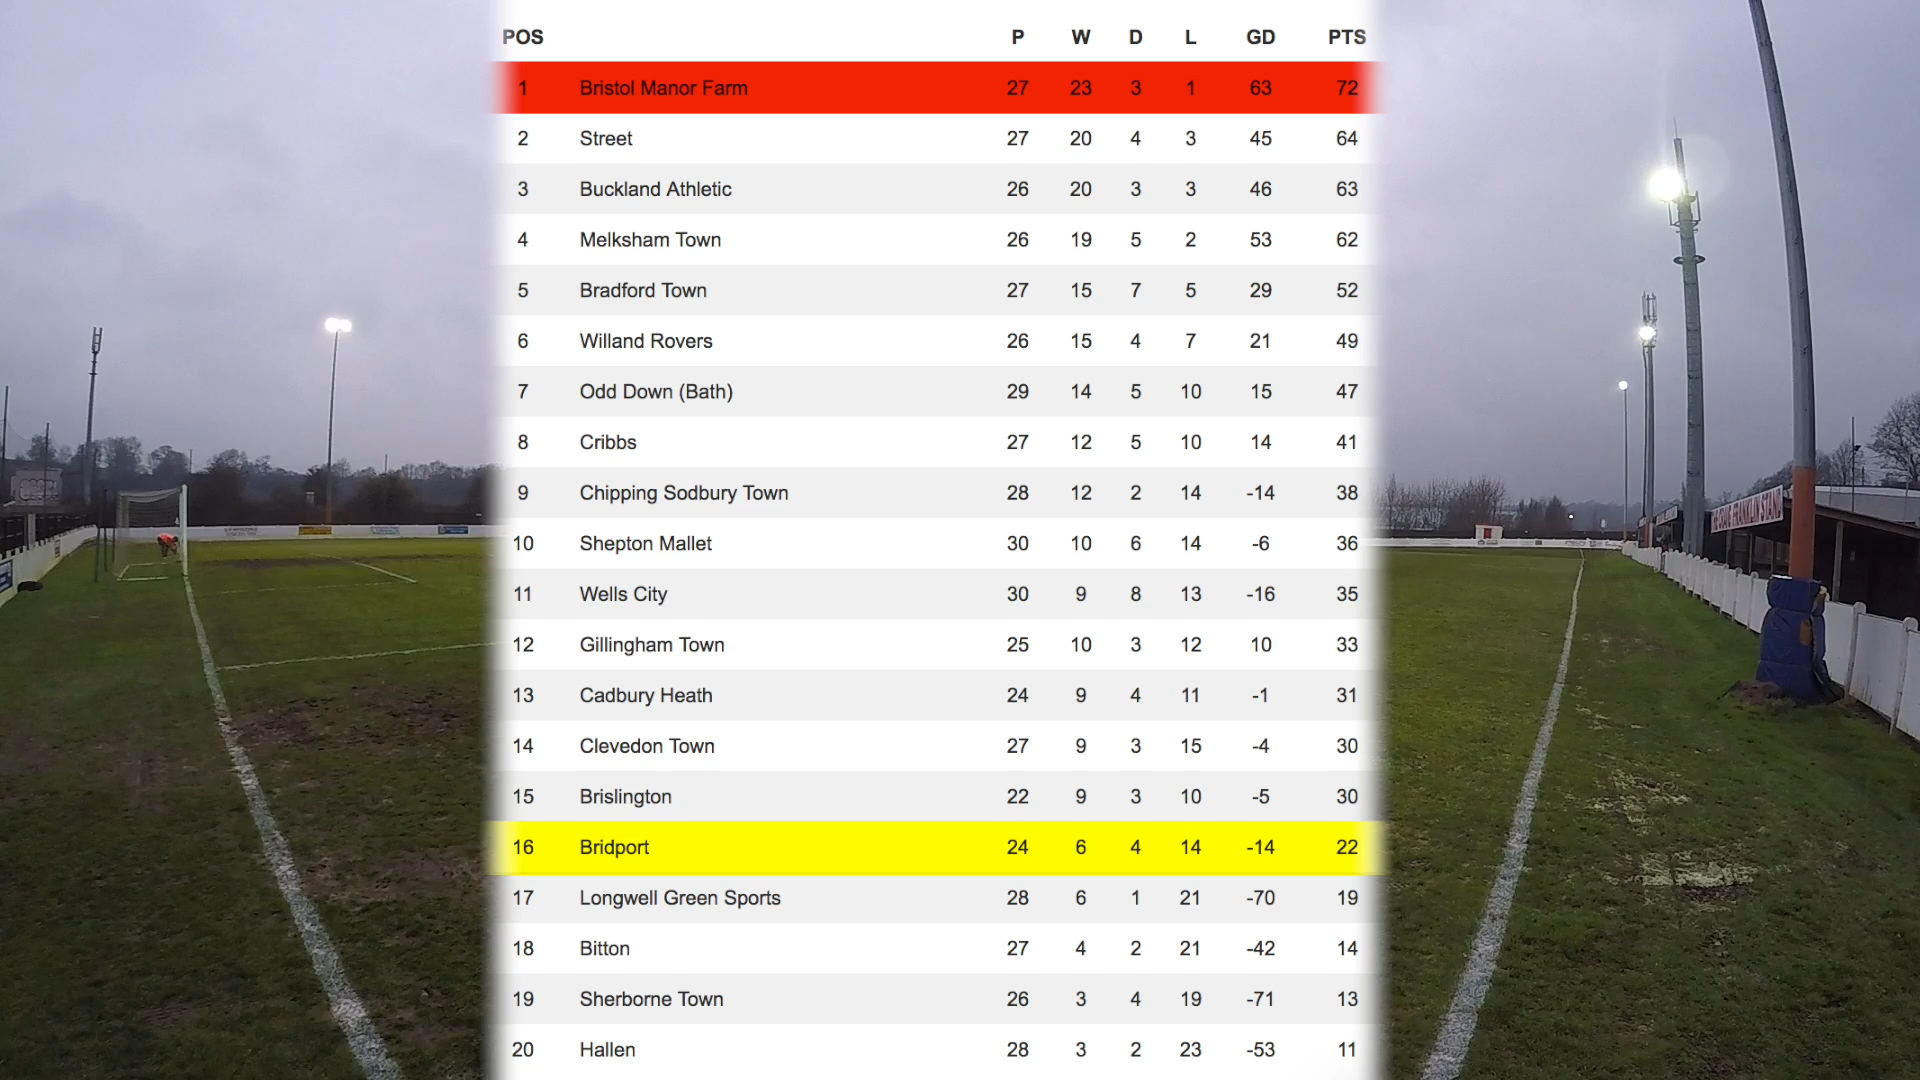 POS P W D L GD PTS
1 Bristol Manor Farm 27 23 3 1 63 72
2 Street 27 20 4 3 45 64
3 Buckland Athletic 26 20 3 3 46 63
4 Melksham Town 26 19 5 2 53 62
5 Bradford Town 27 15 7 5 29 52
6 Willand Rovers 26 15 4 7 21 49
7 Odd Down (Bath) 29 14 5 10 15 47
8 Cribbs 27 12 5 10 14 41
9 Chipping Sodbury Town 28 12 2 14 -14 38
10 Shepton Mallet 30 10 6 14 -6 36
11 Wells City 30 9 8 13 -16 35
12 Gillingham Town 25 10 3 12 10 33
13 Cadbury Heath 24 9 4 11 -1 31
14 Clevedon Town 27 9 3 15 -4 30
15 Brislington 22 9 3 10 -5 30
16 Bridport 24 6 4 14 -14 22
17 Longwell Green Sports 28 6 1 21 -70 19
18 Bitton 27 4 2 21 -42 14
19 Sherborne Town 26 3 4 19 -71 13
20 Hallen 28 3 2 23 -53 11
FRANKLIN STAND